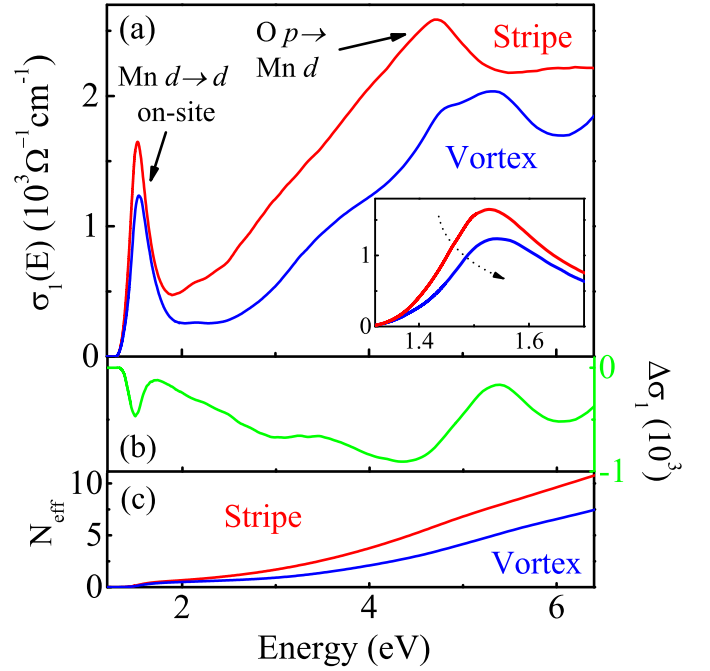 (a)
O p→
Mn d
Stripe
Mn d→d
on-site
Vortex
2
1
0
σ₁(E) (10³Ω⁻¹cm⁻¹)
1
0
1.4
1.6
(b)
0
-1
Δσ₁ (10³)
(c)
10
5
0
N_eff
Stripe
Vortex
2
4
6
Energy (eV)